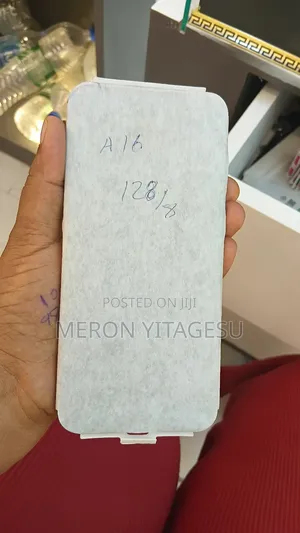 A16
128/8
POSTED ON JIJI
MERON YITAGESU